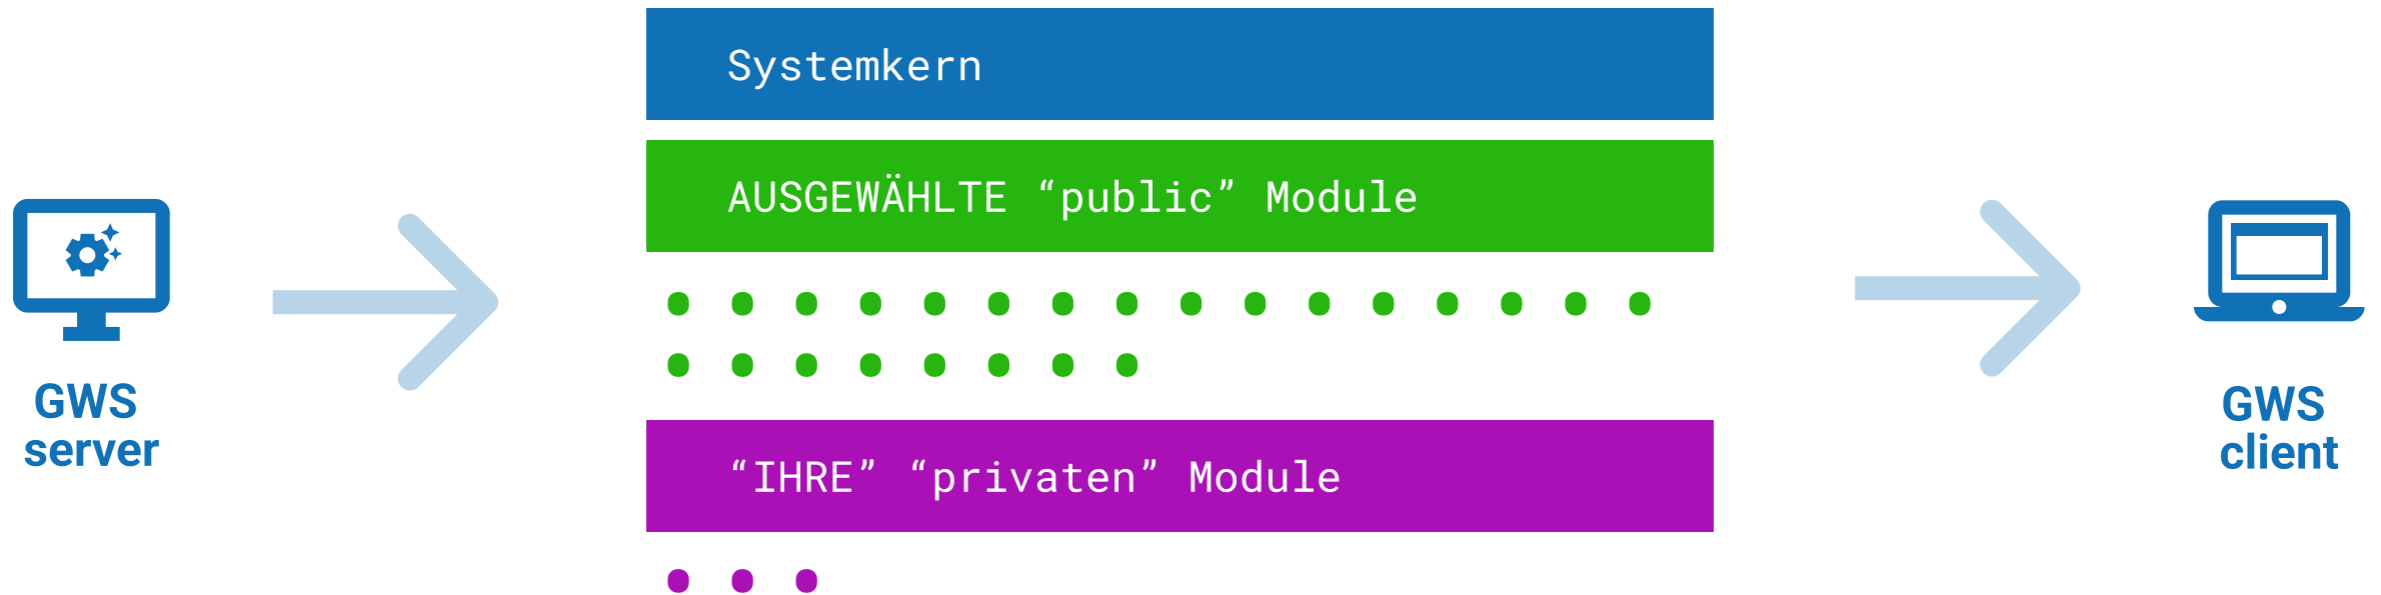 GWS
server
Systemkern
AUSGEWÄHLTE “public” Module
“IHRE” “privaten” Module
GWS
client